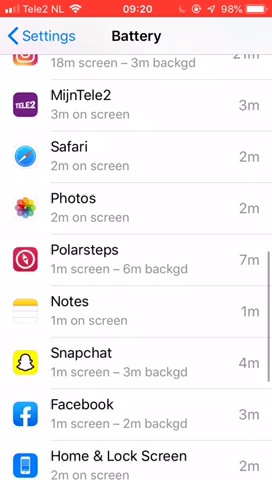 Tele2 NL 09:20 98%
Settings Battery
21m
18m screen – 3m backgd
TELE2
MijnTele2
3m
3m on screen
Safari
2m
2m on screen
Photos
2m
2m on screen
Polarsteps
7m
1m screen – 6m backgd
Notes
1m
1m on screen
Snapchat
4m
1m screen – 3m backgd
Facebook
3m
1m screen – 2m backgd
Home & Lock Screen
2m
2m on screen